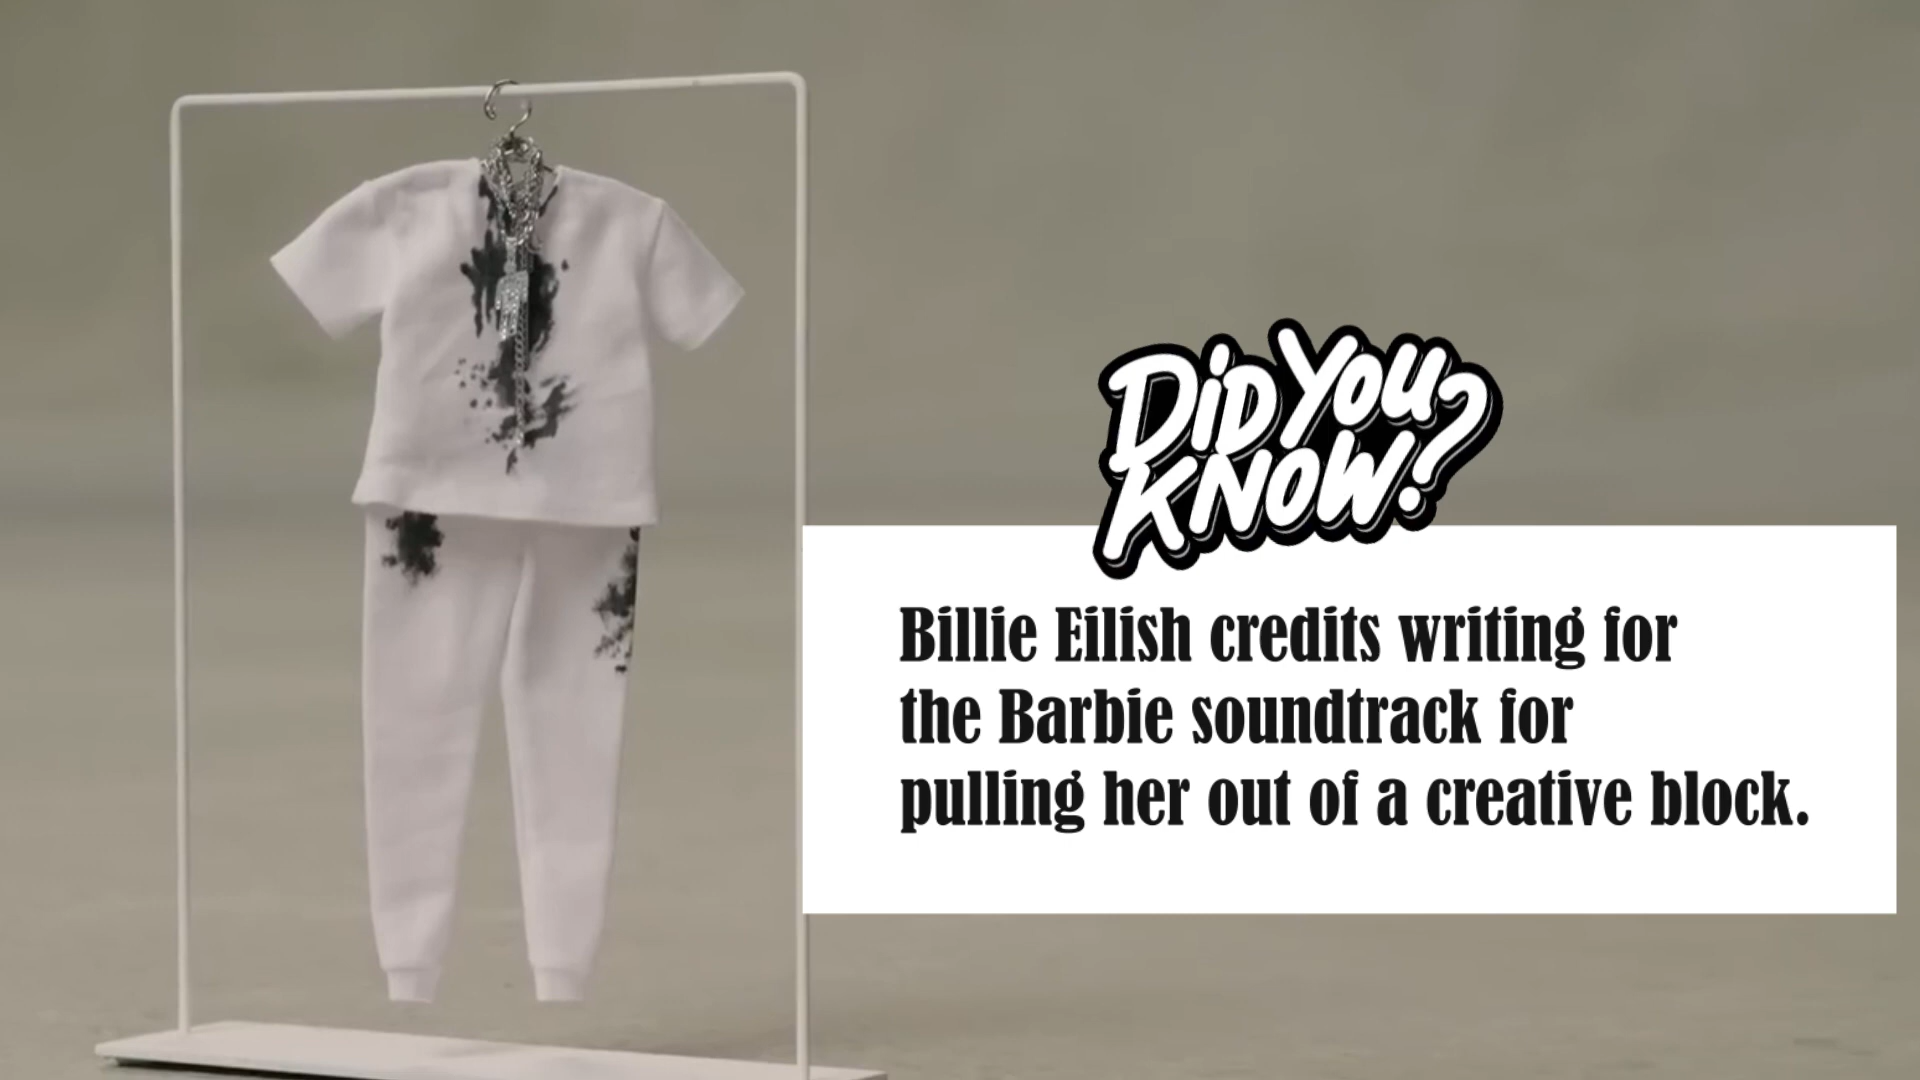 DiD You
KNOW?
Billie Eilish credits writing for
the Barbie soundtrack for
pulling her out of a creative block.